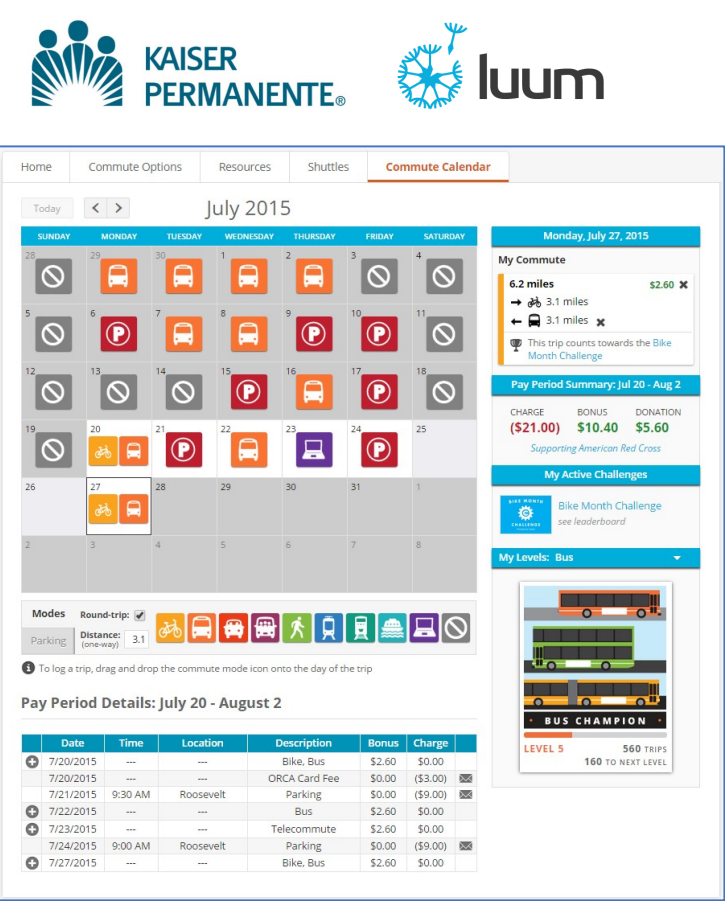 KAISER
PERMANENTE®
luum
Home Commute Options Resources Shuttles Commute Calendar
Today < > July 2015
SUNDAY MONDAY TUESDAY WEDNESDAY THURSDAY FRIDAY SATURDAY
28 29 30 1 2 3 4
5 6 7 8 9 10 11
P P P P
12 13 14 15 16 17 18
P P
19 20 21 22 23 24 25
P P
26 27 28 29 30 31 1
2 3 4 5 6 7 8
Modes Round-trip:
Parking Distance: 3.1
(one-way)
To log a trip, drag and drop the commute mode icon onto the day of the trip
Monday, July 27, 2015
My Commute
6.2 miles $2.60 ✖
→ 3.1 miles
← 3.1 miles ✖
This trip counts towards the Bike
Month Challenge
Pay Period Summary: Jul 20 - Aug 2
CHARGE BONUS DONATION
($21.00) $10.40 $5.60
Supporting American Red Cross
My Active Challenges
BIKE MONTH
CHALLENGE
Bike Month Challenge
see leaderboard
My Levels: Bus
• BUS CHAMPION •
LEVEL 5 560 TRIPS
160 TO NEXT LEVEL
Pay Period Details: July 20 - August 2
Date Time Location Description Bonus Charge
7/20/2015 --- --- Bike, Bus $2.60 $0.00
7/20/2015 --- --- ORCA Card Fee $0.00 ($3.00)
7/21/2015 9:30 AM Roosevelt Parking $0.00 ($9.00)
7/22/2015 --- --- Bus $2.60 $0.00
7/23/2015 --- --- Telecommute $2.60 $0.00
7/24/2015 9:00 AM Roosevelt Parking $0.00 ($9.00)
7/27/2015 --- --- Bike, Bus $2.60 $0.00